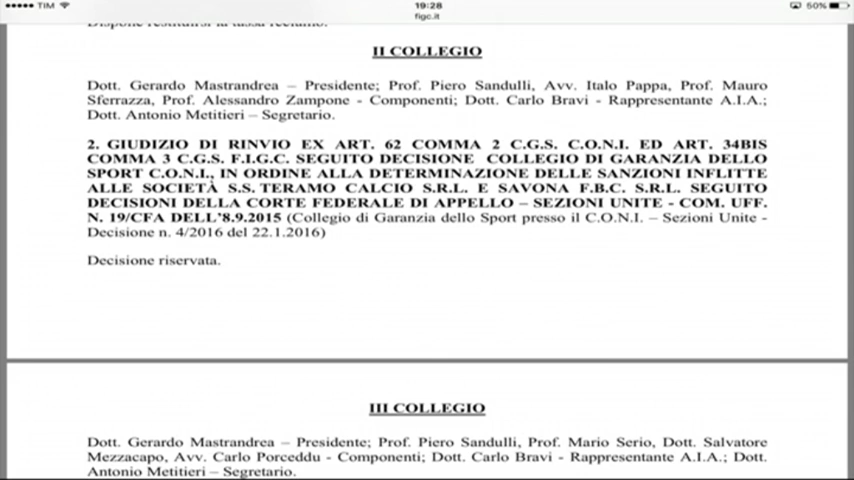 TIM
19:28
50%
figc.it
Dispone restituirsi la tassa reclamo.
II COLLEGIO
Dott. Gerardo Mastrandrea – Presidente; Prof. Piero Sandulli, Avv. Italo Pappa, Prof. Mauro
Sferrazza, Prof. Alessandro Zampone - Componenti; Dott. Carlo Bravi - Rappresentante A.I.A.;
Dott. Antonio Metitieri – Segretario.
2. GIUDIZIO DI RINVIO EX ART. 62 COMMA 2 C.G.S. C.O.N.I. ED ART. 34BIS
COMMA 3 C.G.S. F.I.G.C. SEGUITO DECISIONE COLLEGIO DI GARANZIA DELLO
SPORT C.O.N.I., IN ORDINE ALLA DETERMINAZIONE DELLE SANZIONI INFLITTE
ALLE SOCIETÀ S.S. TERAMO CALCIO S.R.L. E SAVONA F.B.C. S.R.L. SEGUITO
DECISIONI DELLA CORTE FEDERALE DI APPELLO – SEZIONI UNITE - COM. UFF.
N. 19/CFA DELL'8.9.2015 (Collegio di Garanzia dello Sport presso il C.O.N.I. – Sezioni Unite -
Decisione n. 4/2016 del 22.1.2016)
Decisione riservata.
III COLLEGIO
Dott. Gerardo Mastrandrea – Presidente; Prof. Piero Sandulli, Prof. Mario Serio, Dott. Salvatore
Mezzacapo, Avv. Carlo Porceddu - Componenti; Dott. Carlo Bravi - Rappresentante A.I.A.; Dott.
Antonio Metitieri – Segretario.